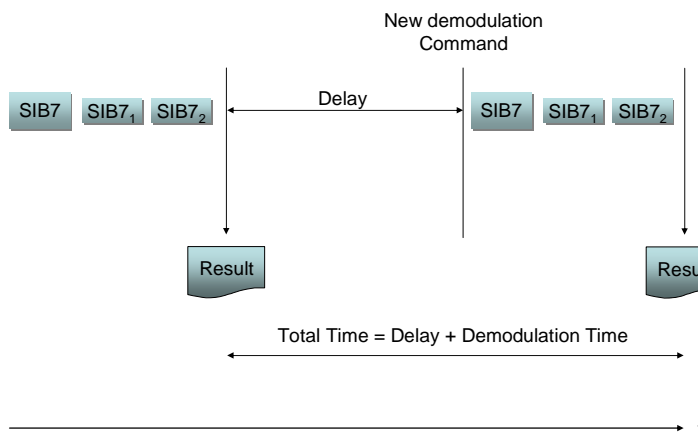 New demodulation
Command
Delay
SIB7 SIB7₁ SIB7₂ SIB7 SIB7₁ SIB7₂
Result
Total Time = Delay + Demodulation Time